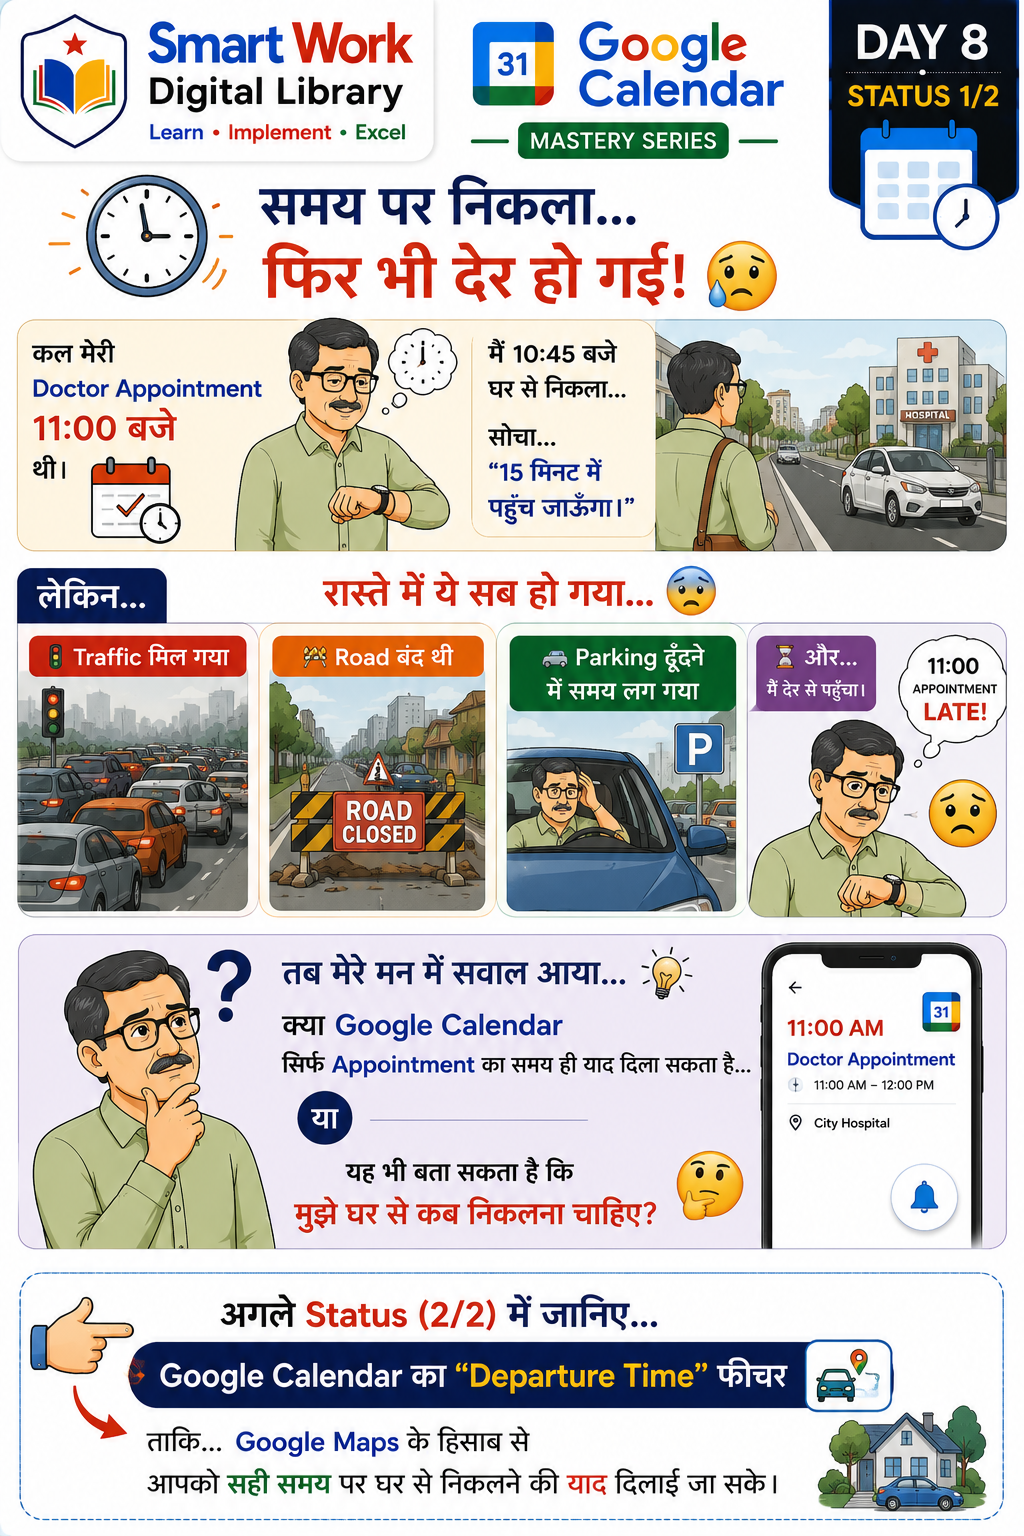 Smart Work
Digital Library
Learn • Implement • Excel
31
Google
Calendar
MASTERY SERIES
DAY 8
STATUS 1/2
समय पर निकला...
फिर भी देर हो गई!
कल मेरी
Doctor Appointment
11:00 बजे
थी।
मैं 10:45 बजे
घर से निकला...
सोचा...
“15 मिनट में
पहुंच जाऊँगा।”
HOSPITAL
लेकिन...
रास्ते में ये सब हो गया...
Traffic मिल गया
Road बंद थी
ROAD
CLOSED
Parking ढूँढने
में समय लग गया
P
और...
मैं देर से पहुँचा।
11:00
APPOINTMENT
LATE!
?
तब मेरे मन में सवाल आया...
क्या Google Calendar
सिर्फ Appointment का समय ही याद दिला सकता है...
या
यह भी बता सकता है कि
मुझे घर से कब निकलना चाहिए?
31
11:00 AM
Doctor Appointment
11:00 AM – 12:00 PM
City Hospital
अगले Status (2/2) में जानिए...
Google Calendar का “Departure Time” फीचर
ताकि... Google Maps के हिसाब से
आपको सही समय पर घर से निकलने की याद दिलाई जा सके।